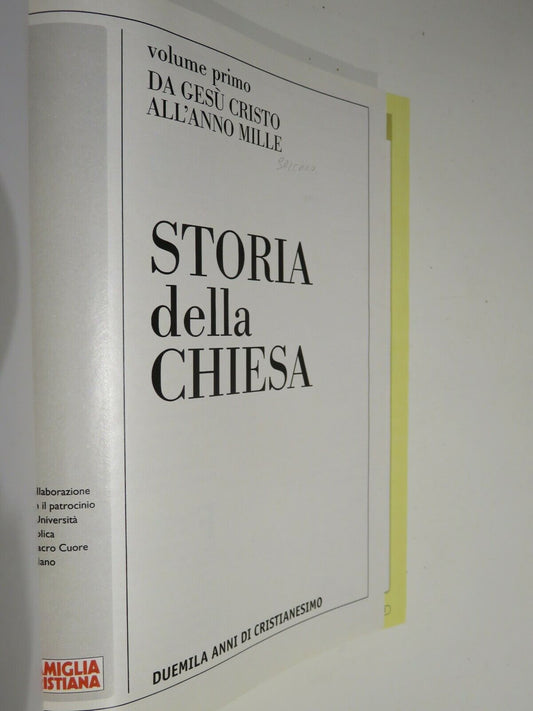 volume primo
DA GESÙ CRISTO
ALL'ANNO MILLE
STORIA
della
CHIESA
llaborazione
il patrocinio
Università
olica
acro Cuore
lano
MIGLIA
ISTIANA
DUEMILA ANNI DI CRISTIANESIMO